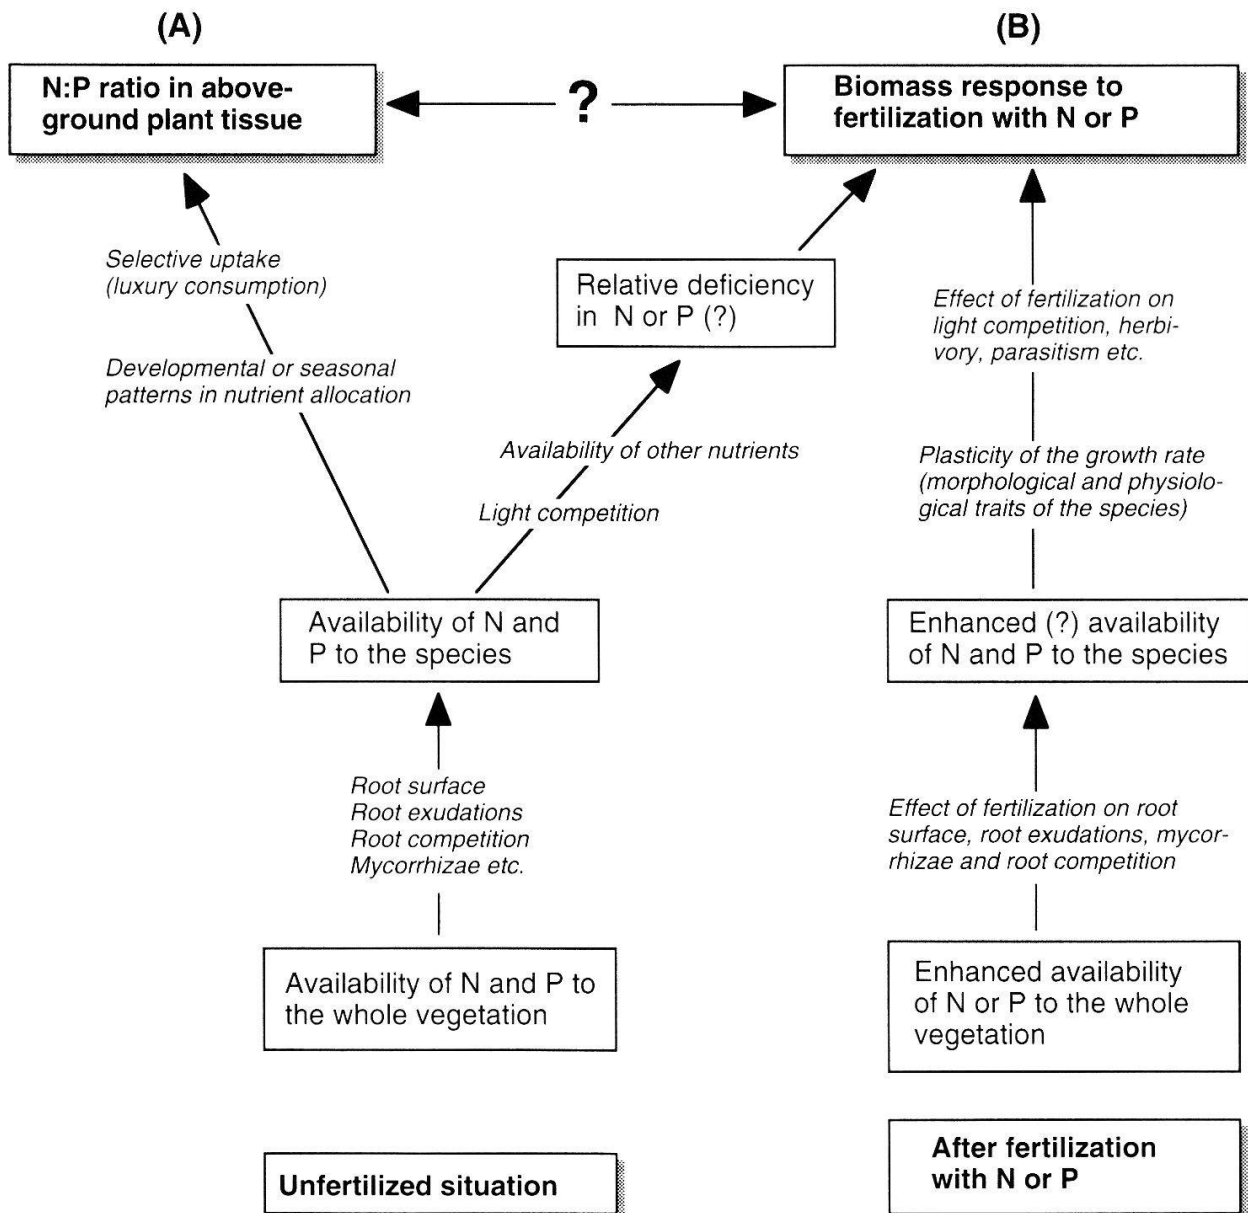 (A)
(B)
N:P ratio in above-
ground plant tissue
?
Biomass response to
fertilization with N or P
Selective uptake
(luxury consumption)
Developmental or seasonal
patterns in nutrient allocation
Relative deficiency
in N or P (?)
Effect of fertilization on
light competition, herbi-
vory, parasitism etc.
Availability of other nutrients
Light competition
Plasticity of the growth rate
(morphological and physiolo-
gical traits of the species)
Availability of N and
P to the species
Enhanced (?) availability
of N and P to the species
Root surface
Root exudations
Root competition
Mycorrhizae etc.
Effect of fertilization on root
surface, root exudations, mycor-
rhizae and root competition
Availability of N and P to
the whole vegetation
Enhanced availability
of N or P to the whole
vegetation
Unfertilized situation
After fertilization
with N or P